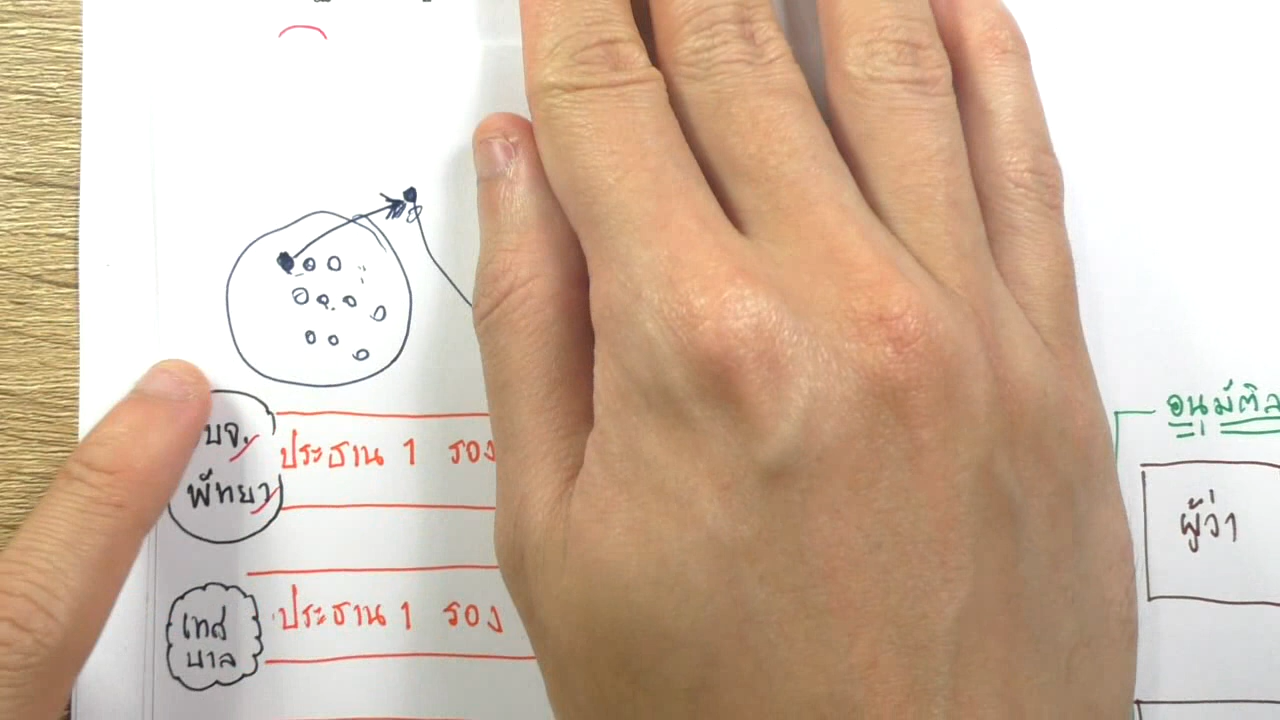 บจ.
พัทยา
ประธาน 1 รอง
เทศ
บาล
ประธาน 1 รอง
อนุมัติ
ผู้ว่า